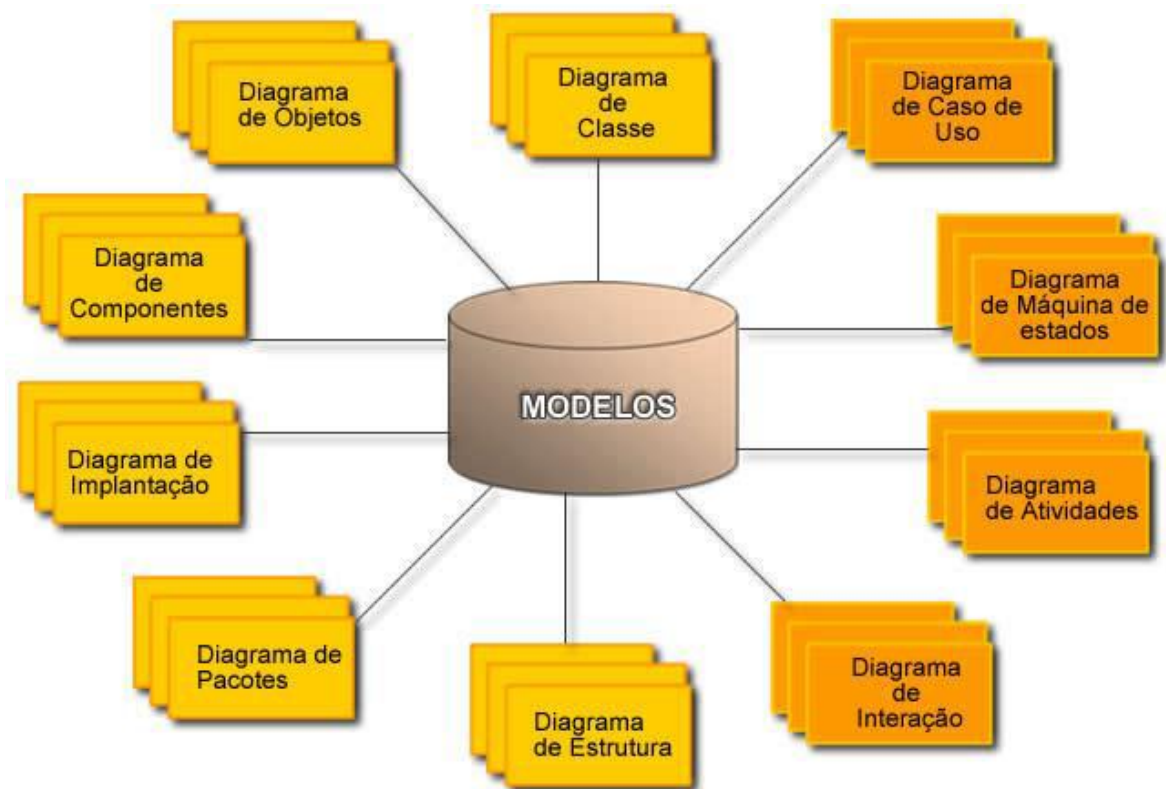 Diagrama
de Objetos
Diagrama
de
Classe
Diagrama
de Caso de
Uso
Diagrama
de
Componentes
Diagrama
de Máquina de
estados
MODELOS
Diagrama de
Implantação
Diagrama
de Atividades
Diagrama de
Pacotes
Diagrama
de Estrutura
Diagrama
de
Interação